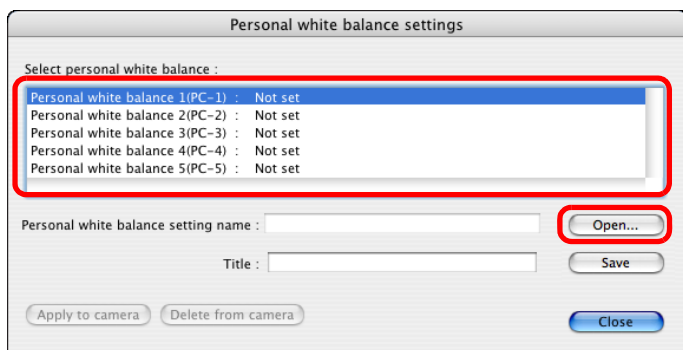 Personal white balance settings
Select personal white balance :
Personal white balance 1(PC-1) : Not set
Personal white balance 2(PC-2) : Not set
Personal white balance 3(PC-3) : Not set
Personal white balance 4(PC-4) : Not set
Personal white balance 5(PC-5) : Not set
Personal white balance setting name : Open...
Title : Save
Apply to camera Delete from camera Close